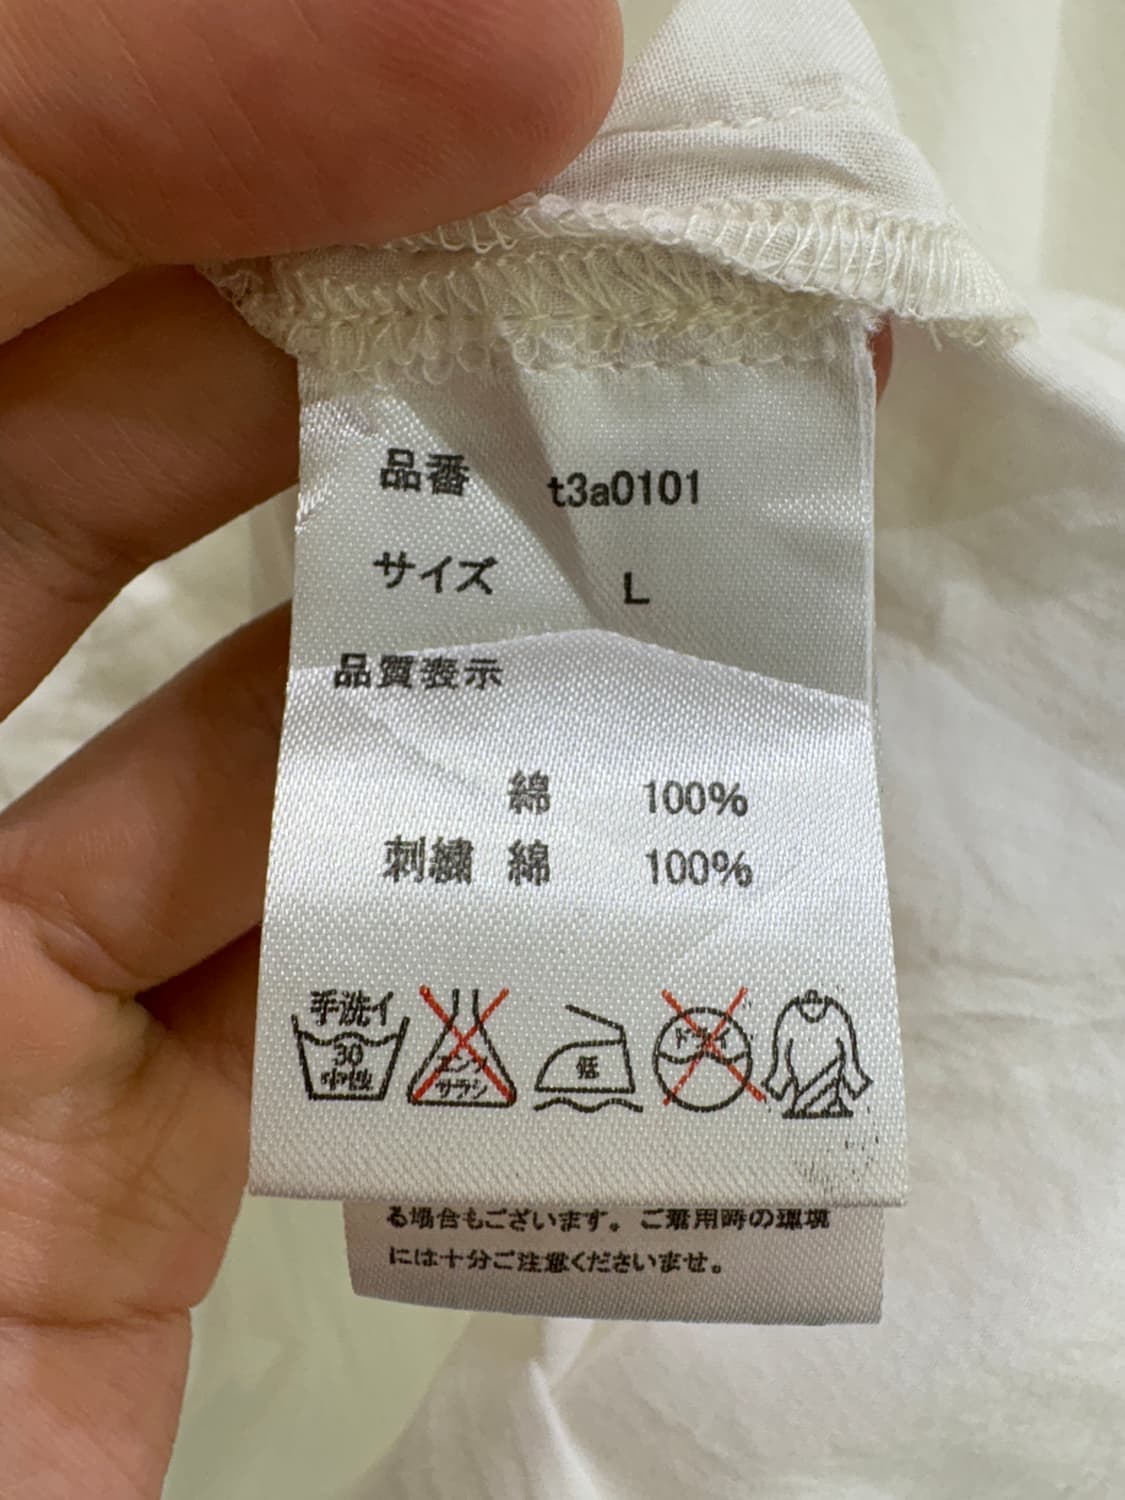 品番 t3a0101
サイズ L
品質表示
綿 100%
刺繍 綿 100%
手洗イ
30
中性
エンソ
サラシ
低
ドライ
る場合もございます。ご着用時の環境
には十分ご注意くださいませ。